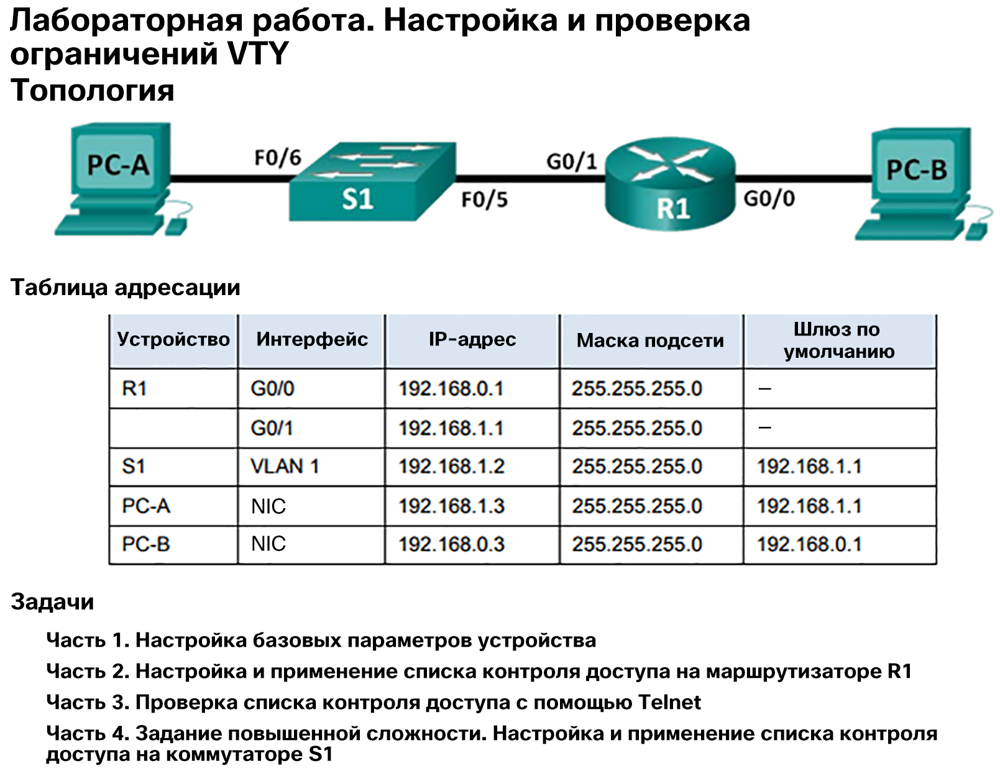 Лабораторная работа. Настройка и проверка
ограничений VTY
Топология
PC-A
F0/6
S1
F0/5
G0/1
R1
G0/0
PC-B
Таблица адресации
Устройство Интерфейс IP-адрес Маска подсети Шлюз по
умолчанию
R1 G0/0 192.168.0.1 255.255.255.0 —
G0/1 192.168.1.1 255.255.255.0 —
S1 VLAN 1 192.168.1.2 255.255.255.0 192.168.1.1
PC-A NIC 192.168.1.3 255.255.255.0 192.168.1.1
PC-B NIC 192.168.0.3 255.255.255.0 192.168.0.1
Задачи
Часть 1. Настройка базовых параметров устройства
Часть 2. Настройка и применение списка контроля доступа на маршрутизаторе R1
Часть 3. Проверка списка контроля доступа с помощью Telnet
Часть 4. Задание повышенной сложности. Настройка и применение списка контроля
доступа на коммутаторе S1